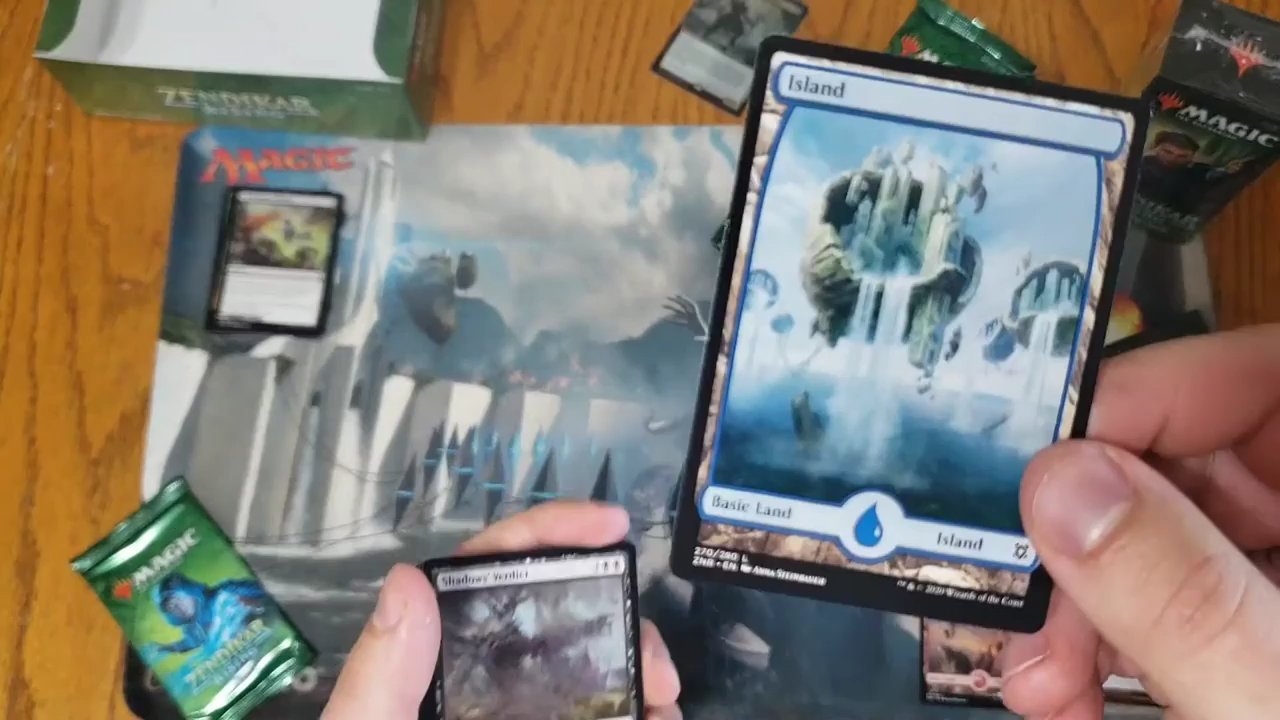 ZENDIKAR
MAGIC
MAGIC
Island
Basic Land
Island
270/280 L
ZNR • EN Anna Steinbauer
™ & © 2020 Wizards of the Coast
Shadows' Verdict
MAGIC
ZENDIKAR